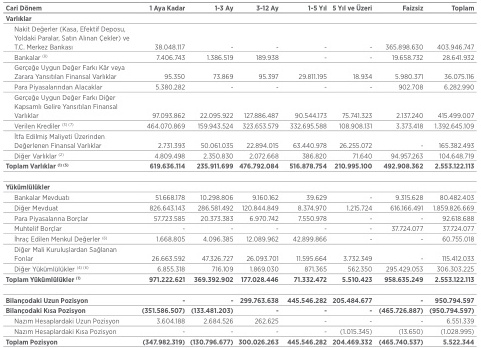 Cari Dönem 1 Aya Kadar 1-3 Ay 3-12 Ay 1-5 Yıl 5 Yıl ve Üzeri Faizsiz Toplam
Varlıklar
Nakit Değerler (Kasa, Efektif Deposu,
Yoldaki Paralar, Satın Alınan Çekler) ve
T.C. Merkez Bankası 38.048.117 - - - - 365.898.630 403.946.747
Bankalar 7.406.743 1.386.519 189.938 - - 19.658.732 28.641.932
Gerçeğe Uygun Değer Farkı Kâr veya
Zarara Yansıtılan Finansal Varlıklar 95.350 73.869 95.397 29.811.195 18.934 5.980.371 36.075.116
Para Piyasalarından Alacaklar 5.380.282 - - - - 902.708 6.282.990
Gerçeğe Uygun Değer Farkı Diğer
Kapsamlı Gelire Yansıtılan Finansal
Varlıklar 97.093.862 22.095.922 127.886.487 90.544.173 75.741.323 2.137.240 415.499.007
Verilen Krediler 464.070.869 159.943.524 323.653.579 332.695.588 108.908.131 3.373.418 1.392.645.109
İtfa Edilmiş Maliyeti Üzerinden
Değerlenen Finansal Varlıklar 2.731.393 50.061.035 22.894.015 63.440.978 26.255.072 - 165.382.493
Diğer Varlıklar 4.809.498 2.350.830 2.072.668 386.820 71.640 94.957.263 104.648.719
Toplam Varlıklar 619.636.114 235.911.699 476.792.084 516.878.754 210.995.100 492.908.362 2.553.122.113
Yükümlülükler
Bankalar Mevduatı 51.668.178 10.298.806 9.160.162 39.629 - 9.315.628 80.482.403
Diğer Mevduat 826.643.143 286.581.492 120.844.849 8.374.970 1.215.724 616.166.491 1.859.826.669
Para Piyasalarına Borçlar 57.723.585 20.373.383 6.970.742 7.550.978 - - 92.618.688
Muhtelif Borçlar - - - - - 37.724.077 37.724.077
İhraç Edilen Menkul Değerler 1.668.805 4.096.385 12.089.962 42.899.866 - - 60.755.018
Diğer Mali Kuruluşlardan Sağlanan
Fonlar 26.663.592 47.326.727 26.093.701 11.595.664 3.732.349 - 115.412.033
Diğer Yükümlülükler 6.855.318 716.109 1.869.030 871.365 562.350 295.429.053 306.303.225
Toplam Yükümlülükler 971.222.621 369.392.902 177.028.446 71.332.472 5.510.423 958.635.249 2.553.122.113
Bilançodaki Uzun Pozisyon - - 299.763.638 445.546.282 205.484.677 - 950.794.597
Bilançodaki Kısa Pozisyon (351.586.507) (133.481.203) - - - (465.726.887) (950.794.597)
Nazım Hesaplardaki Uzun Pozisyon 3.604.188 2.684.526 262.625 - - - 6.551.339
Nazım Hesaplardaki Kısa Pozisyon - - - - (1.015.345) (13.650) (1.028.995)
Toplam Pozisyon (347.982.319) (130.796.677) 300.026.263 445.546.282 204.469.332 (465.740.537) 5.522.344